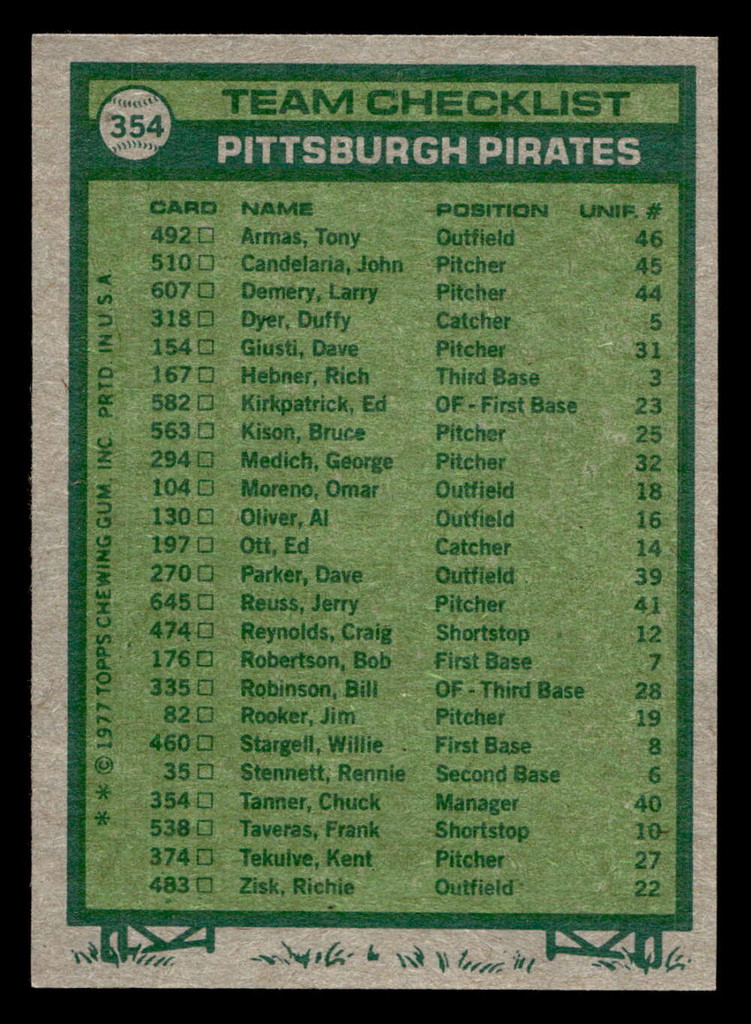 354
TEAM CHECKLIST
PITTSBURGH PIRATES
CARD NAME POSITION UNIF. #
492 □ Armas, Tony Outfield 46
510 □ Candelaria, John Pitcher 45
607 □ Demery, Larry Pitcher 44
318 □ Dyer, Duffy Catcher 5
154 □ Giusti, Dave Pitcher 31
167 □ Hebner, Rich Third Base 3
582 □ Kirkpatrick, Ed OF - First Base 23
563 □ Kison, Bruce Pitcher 25
294 □ Medich, George Pitcher 32
104 □ Moreno, Omar Outfield 18
130 □ Oliver, Al Outfield 16
197 □ Ott, Ed Catcher 14
270 □ Parker, Dave Outfield 39
645 □ Reuss, Jerry Pitcher 41
474 □ Reynolds, Craig Shortstop 12
176 □ Robertson, Bob First Base 7
335 □ Robinson, Bill OF - Third Base 28
82 □ Rooker, Jim Pitcher 19
460 □ Stargell, Willie First Base 8
35 □ Stennett, Rennie Second Base 6
354 □ Tanner, Chuck Manager 40
538 □ Taveras, Frank Shortstop 10
374 □ Tekulve, Kent Pitcher 27
483 □ Zisk, Richie Outfield 22
* * © 1977 TOPPS CHEWING GUM, INC. PRTD. IN U.S.A.